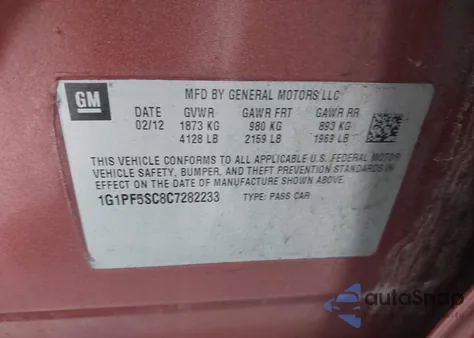 GM
MFD BY GENERAL MOTORS LLC
DATE GVWR GAWR FRT GAWR RR
02/12 1873 KG 980 KG 893 KG
4128 LB 2159 LB 1969 LB
THIS VEHICLE CONFORMS TO ALL APPLICABLE U.S. FEDERAL MOTOR
VEHICLE SAFETY, BUMPER, AND THEFT PREVENTION STANDARDS IN
EFFECT ON THE DATE OF MANUFACTURE SHOWN ABOVE.
1G1PF5SC8C7282233 TYPE: PASS CAR
autoSnap